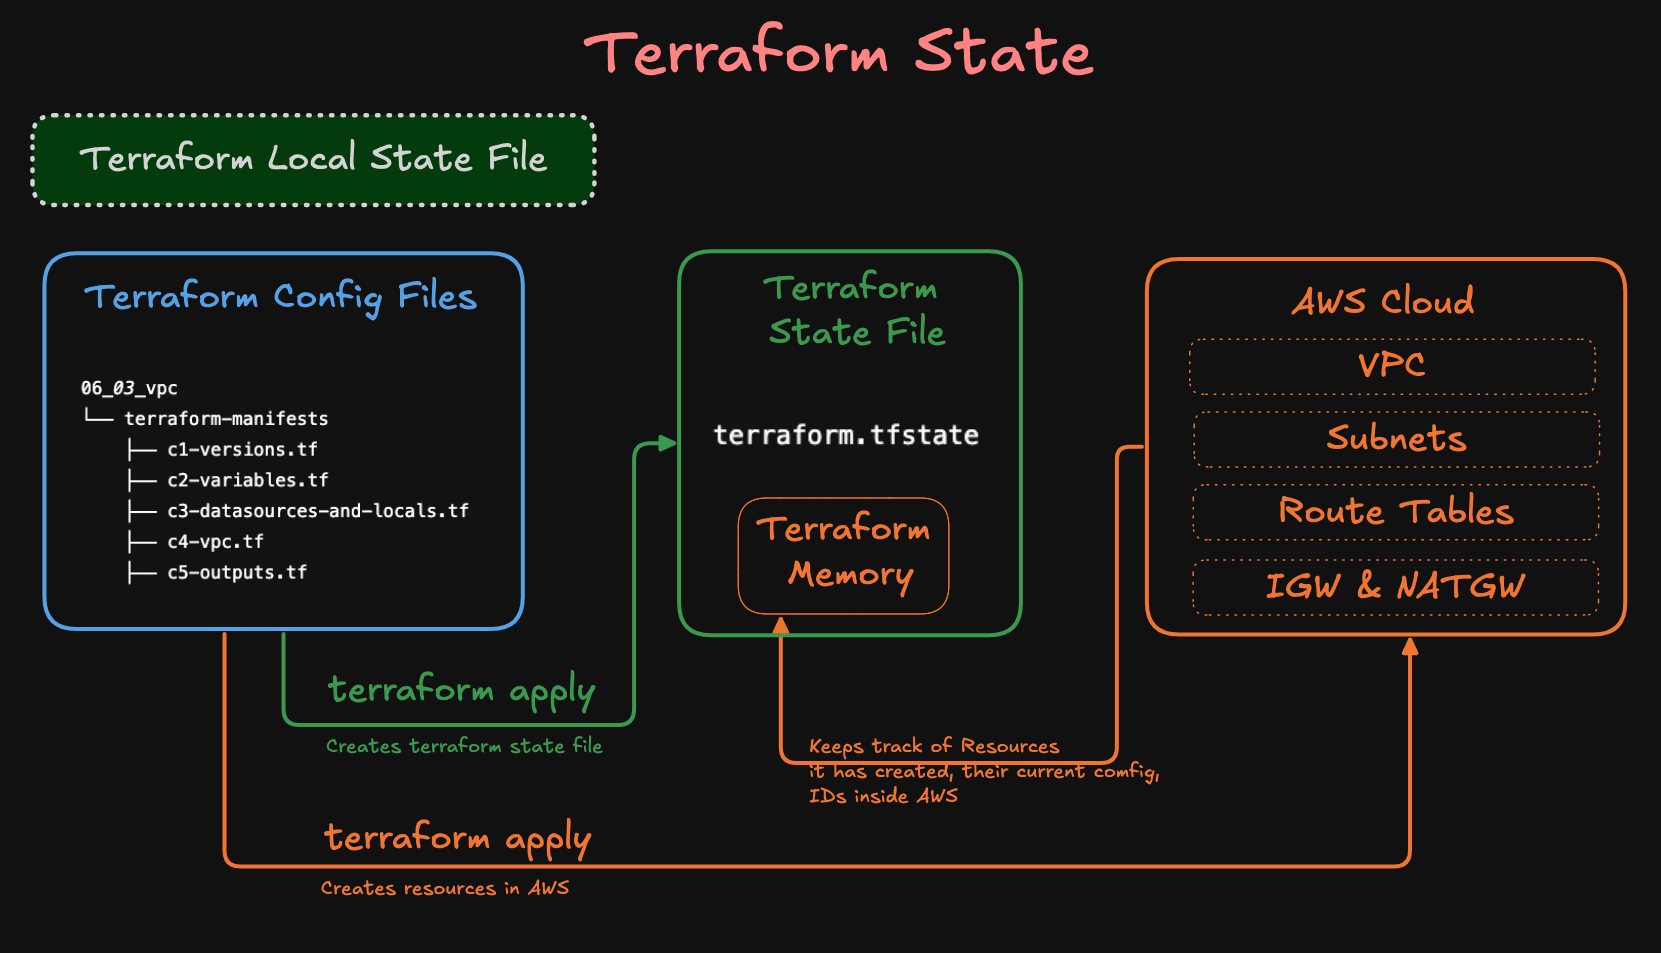 Terraform State
Terraform Local State File
Terraform Config Files
06_03_vpc
└── terraform-manifests
├── c1-versions.tf
├── c2-variables.tf
├── c3-datasources-and-locals.tf
├── c4-vpc.tf
├── c5-outputs.tf
Terraform
State File
terraform.tfstate
Terraform
Memory
AWS Cloud
VPC
Subnets
Route Tables
IGW & NATGW
terraform apply
Creates terraform state file
Keeps track of Resources
it has created, their current comfig,
IDs inside AWS
terraform apply
Creates resources in AWS